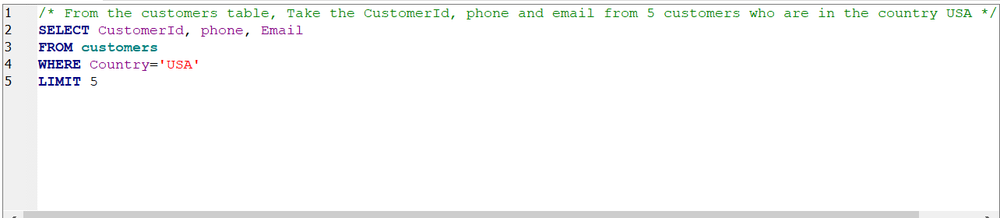 1 /* From the customers table, Take the CustomerId, phone and email from 5 customers who are in the country USA */
2 SELECT CustomerId, phone, Email
3 FROM customers
4 WHERE Country='USA'
5 LIMIT 5